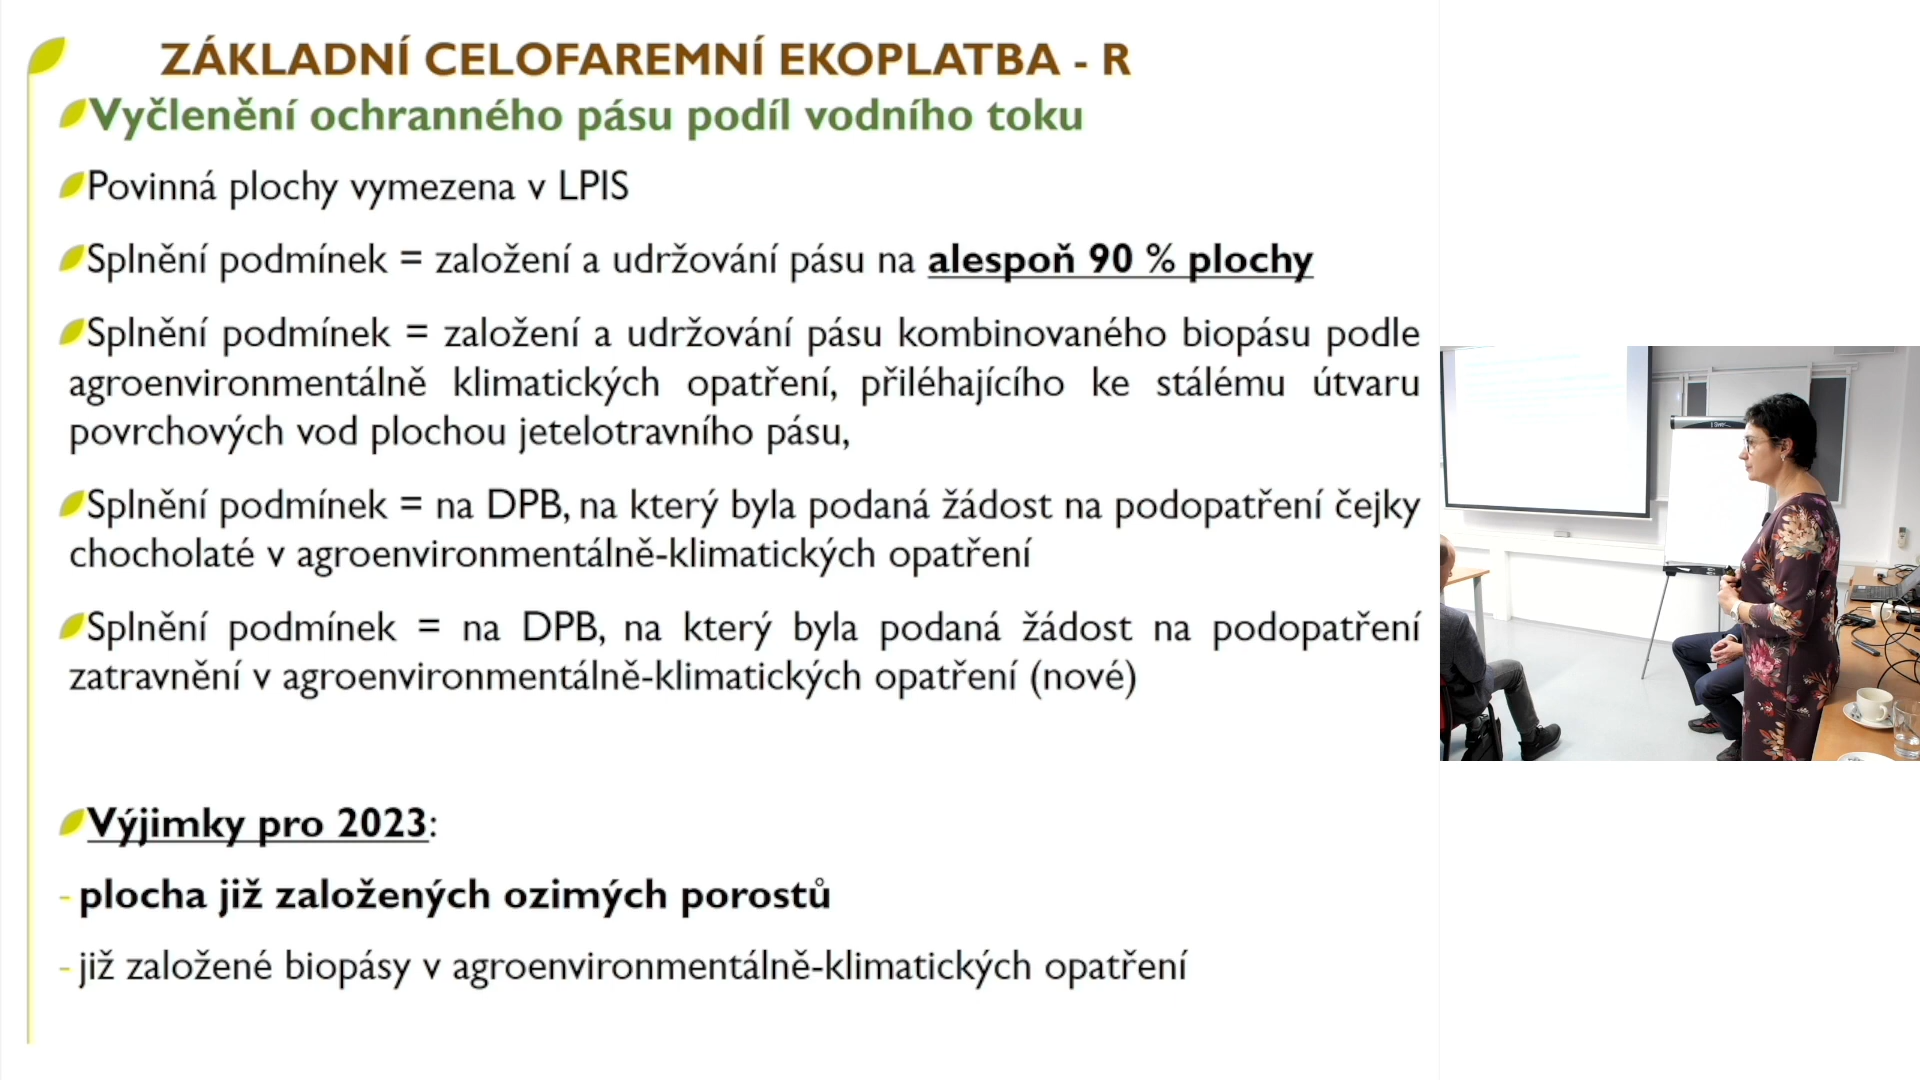 ZÁKLADNÍ CELOFAREMNÍ EKOPLATBA - R
Vyčlenění ochranného pásu podíl vodního toku
Povinná plochy vymezena v LPIS
Splnění podmínek = založení a udržování pásu na alespoň 90 % plochy
Splnění podmínek = založení a udržování pásu kombinovaného biopásu podle
agroenvironmentálně klimatických opatření, přiléhajícího ke stálému útvaru
povrchových vod plochou jetelotravního pásu,
Splnění podmínek = na DPB, na který byla podaná žádost na podopatření čejky
chocholaté v agroenvironmentálně-klimatických opatření
Splnění podmínek = na DPB, na který byla podaná žádost na podopatření
zatravnění v agroenvironmentálně-klimatických opatření (nové)
Výjimky pro 2023:
- plocha již založených ozimých porostů
- již založené biopásy v agroenvironmentálně-klimatických opatření